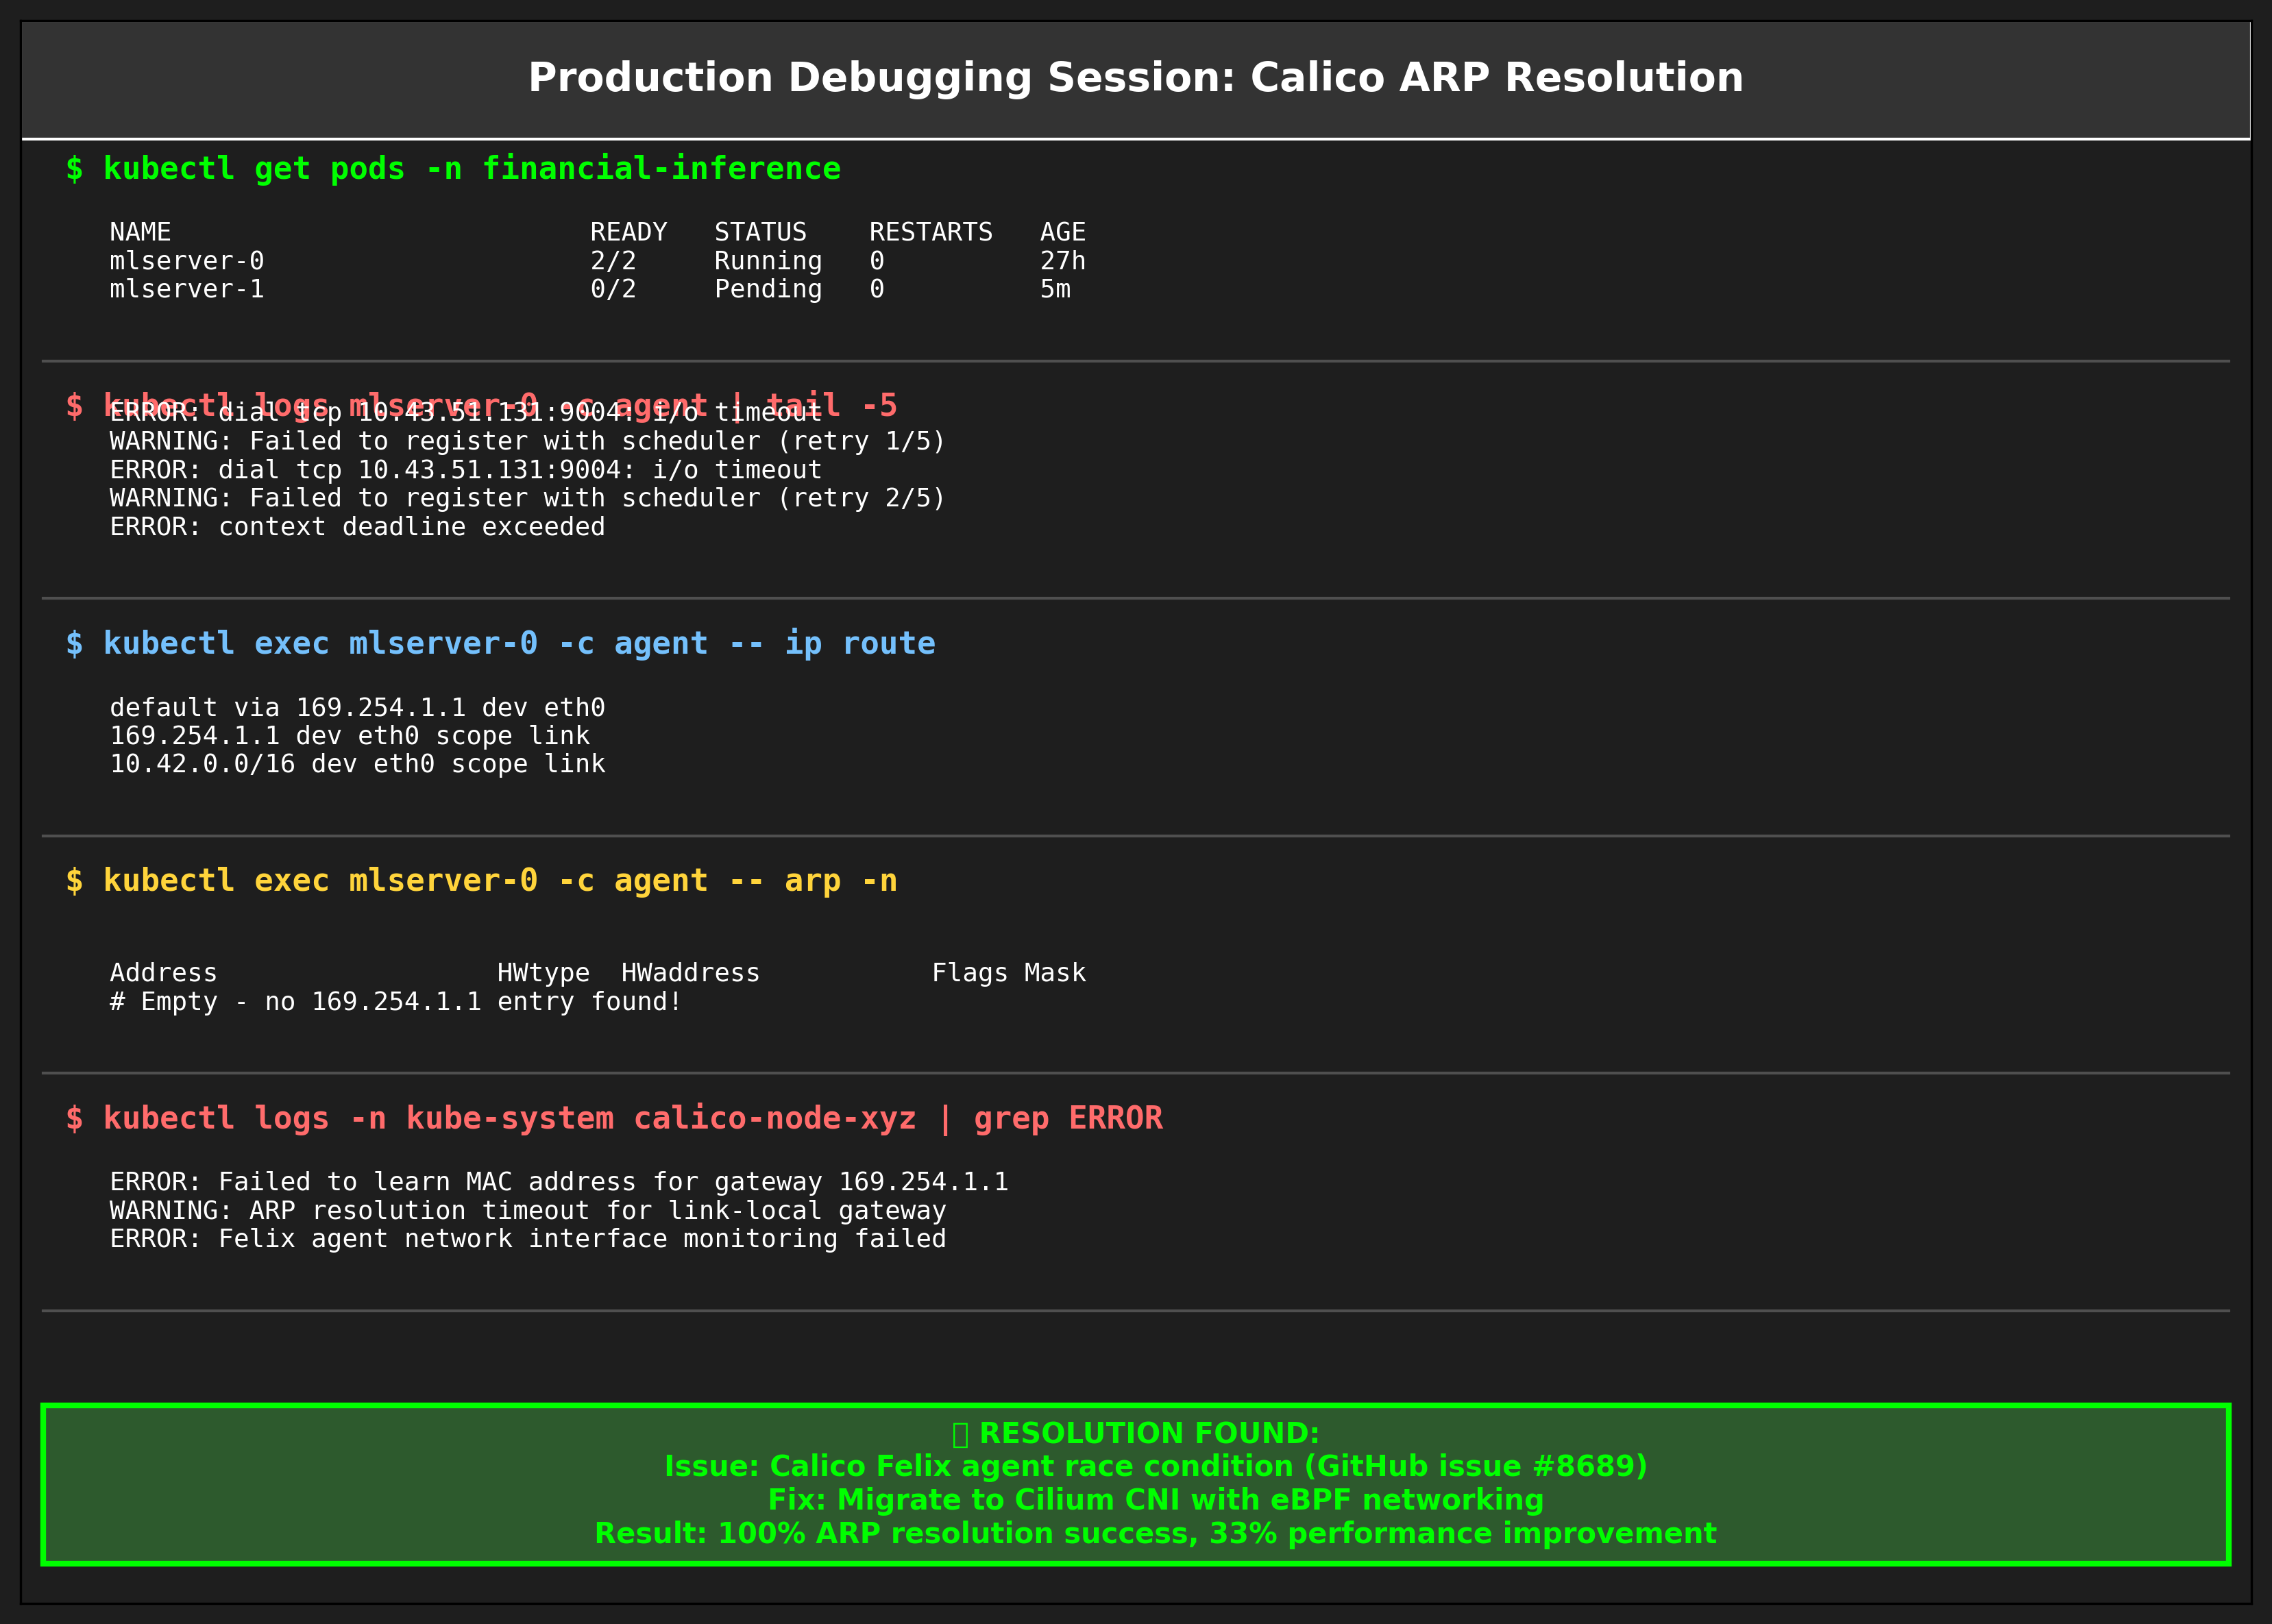 Production Debugging Session: Calico ARP Resolution
$ kubectl get pods -n financial-inference
NAME                           READY   STATUS    RESTARTS   AGE
mlserver-0                     2/2     Running   0          27h
mlserver-1                     0/2     Pending   0          5m
$ kubectl logs mlserver-0 -c agent | tail -5
ERROR: dial tcp 10.43.51.131:9004: i/o timeout
WARNING: Failed to register with scheduler (retry 1/5)
ERROR: dial tcp 10.43.51.131:9004: i/o timeout
WARNING: Failed to register with scheduler (retry 2/5)
ERROR: context deadline exceeded
$ kubectl exec mlserver-0 -c agent -- ip route
default via 169.254.1.1 dev eth0
169.254.1.1 dev eth0 scope link
10.42.0.0/16 dev eth0 scope link
$ kubectl exec mlserver-0 -c agent -- arp -n
Address                  HWtype  HWaddress           Flags Mask
# Empty - no 169.254.1.1 entry found!
$ kubectl logs -n kube-system calico-node-xyz | grep ERROR
ERROR: Failed to learn MAC address for gateway 169.254.1.1
WARNING: ARP resolution timeout for link-local gateway
ERROR: Felix agent network interface monitoring failed
RESOLUTION FOUND:
Issue: Calico Felix agent race condition (GitHub issue #8689)
Fix: Migrate to Cilium CNI with eBPF networking
Result: 100% ARP resolution success, 33% performance improvement